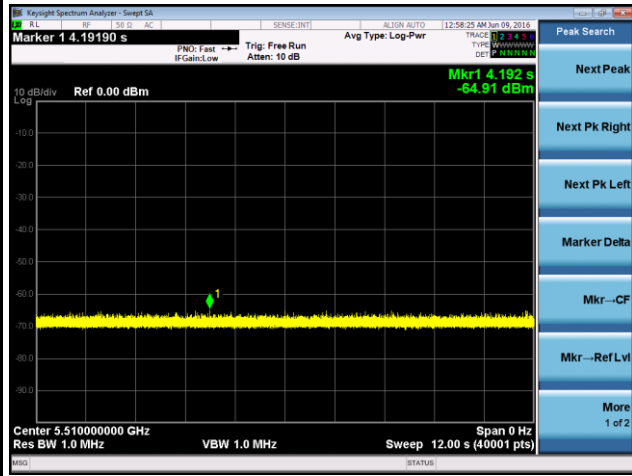 Keysight Spectrum Analyzer - Swept SA
RL RF 50 Ω AC SENSE:INT ALIGN AUTO 12:58:25 AM Jun 09, 2016
Marker 1 4.19190 s
PNO: Fast
IFGain:Low
Trig: Free Run
Atten: 10 dB
Avg Type: Log-Pwr
TRACE 1 2 3 4 5 6
TYPE WWWWWW
DET P NNNNN
Mkr1 4.192 s
-64.91 dBm
10 dB/div Ref 0.00 dBm
Log
-10.0
-20.0
-30.0
-40.0
-50.0
-60.0
1
-70.0
-80.0
-90.0
Center 5.510000000 GHz Span 0 Hz
Res BW 1.0 MHz VBW 1.0 MHz Sweep 12.00 s (40001 pts)
MSG STATUS
Peak Search
Next Peak
Next Pk Right
Next Pk Left
Marker Delta
Mkr→CF
Mkr→Ref Lvl
More
1 of 2